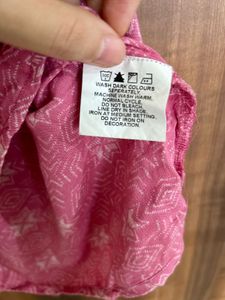 WASH DARK COLOURS
SEPERATELY.
MACHINE WASH WARM,
NORMAL CYCLE.
DO NOT BLEACH.
LINE DRY IN SHADE.
IRON AT MEDIUM SETTING.
DO NOT IRON ON
DECORATION.